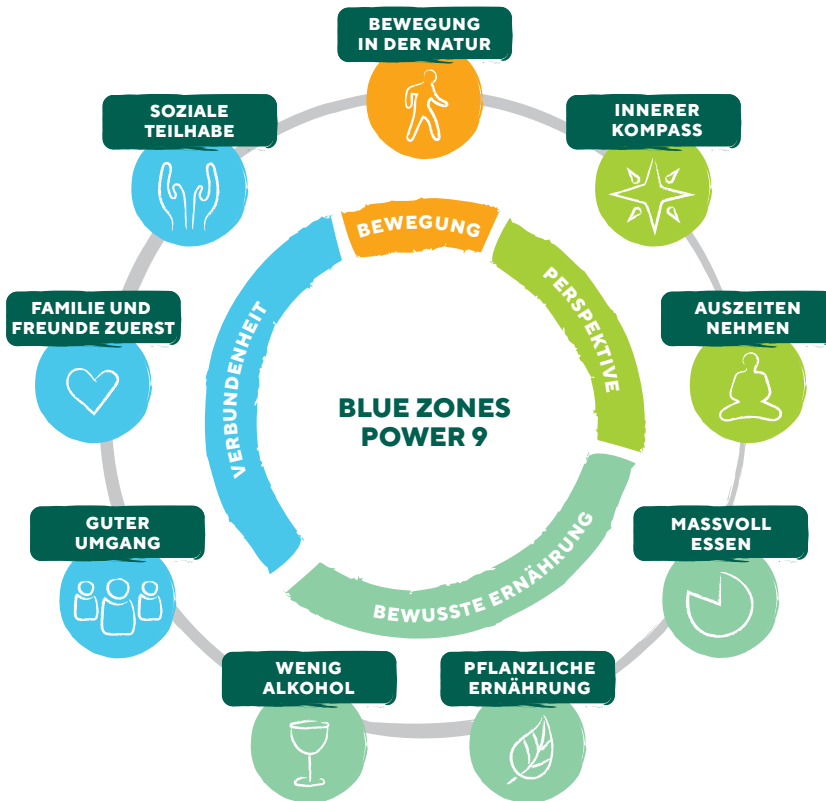 BEWEGUNG
IN DER NATUR
SOZIALE
TEILHABE
INNERER
KOMPASS
BEWEGUNG
PERSPEKTIVE
VERBUNDENHEIT
FAMILIE UND
FREUNDE ZUERST
AUSZEITEN
NEHMEN
BLUE ZONES
POWER 9
GUTER
UMGANG
MASSVOLL
ESSEN
BEWUSSTE ERNÄHRUNG
WENIG
ALKOHOL
PFLANZLICHE
ERNÄHRUNG